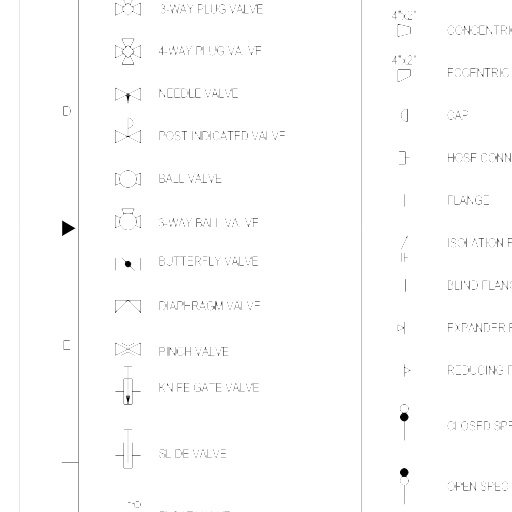 3-WAY PLUG VALVE
4-WAY PLUG VALVE
D
NEEDLE VALVE
POST INDICATED VALVE
BALL VALVE
3-WAY BALL VALVE
BUTTERFLY VALVE
DIAPHRAGM VALVE
E
PINCH VALVE
KNIFE GATE VALVE
SLIDE VALVE
4"x2"
CONCENTRI
4"x2"
ECCENTRIC
CAP
HOSE CONN
FLANGE
ISOLATION F
IF
BLIND FLAN
EXPANDER F
REDUCING F
CLOSED SPE
OPEN SPEC